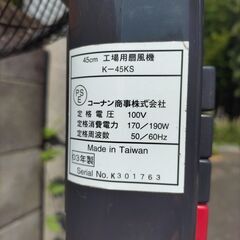 45cm 工場用扇風機
K-45KS
PS
E
コーナン商事株式会社
定格電圧 100V
定格消費電力 170/190W
定格周波数 50/60Hz
Made in Taiwan
03年製
Serial No. K301763